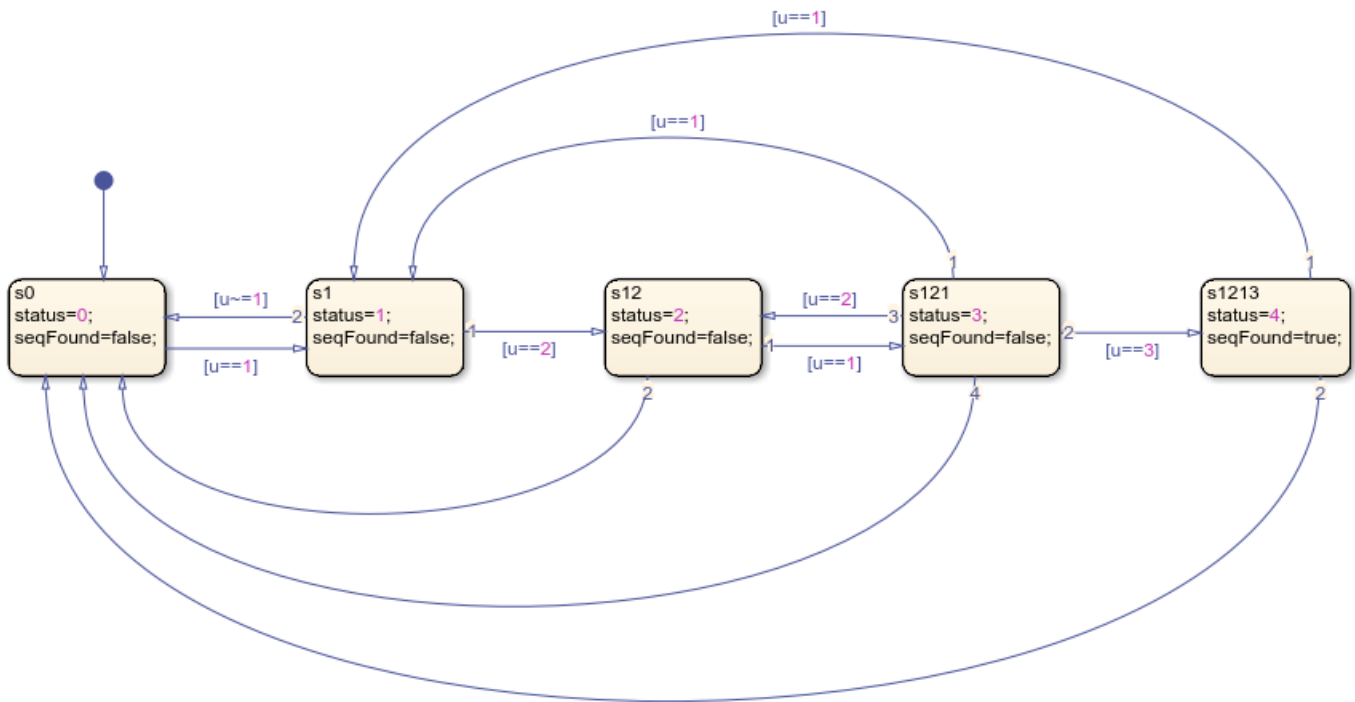 [u==1]
[u==1]
s0
status=0;
seqFound=false;
[u~=1]
2
[u==1]
s1
status=1;
seqFound=false;
1
[u==2]
s12
status=2;
seqFound=false;
2
[u==2]
3
1
[u==1]
1
s121
status=3;
seqFound=false;
4
2
[u==3]
1
s1213
status=4;
seqFound=true;
2